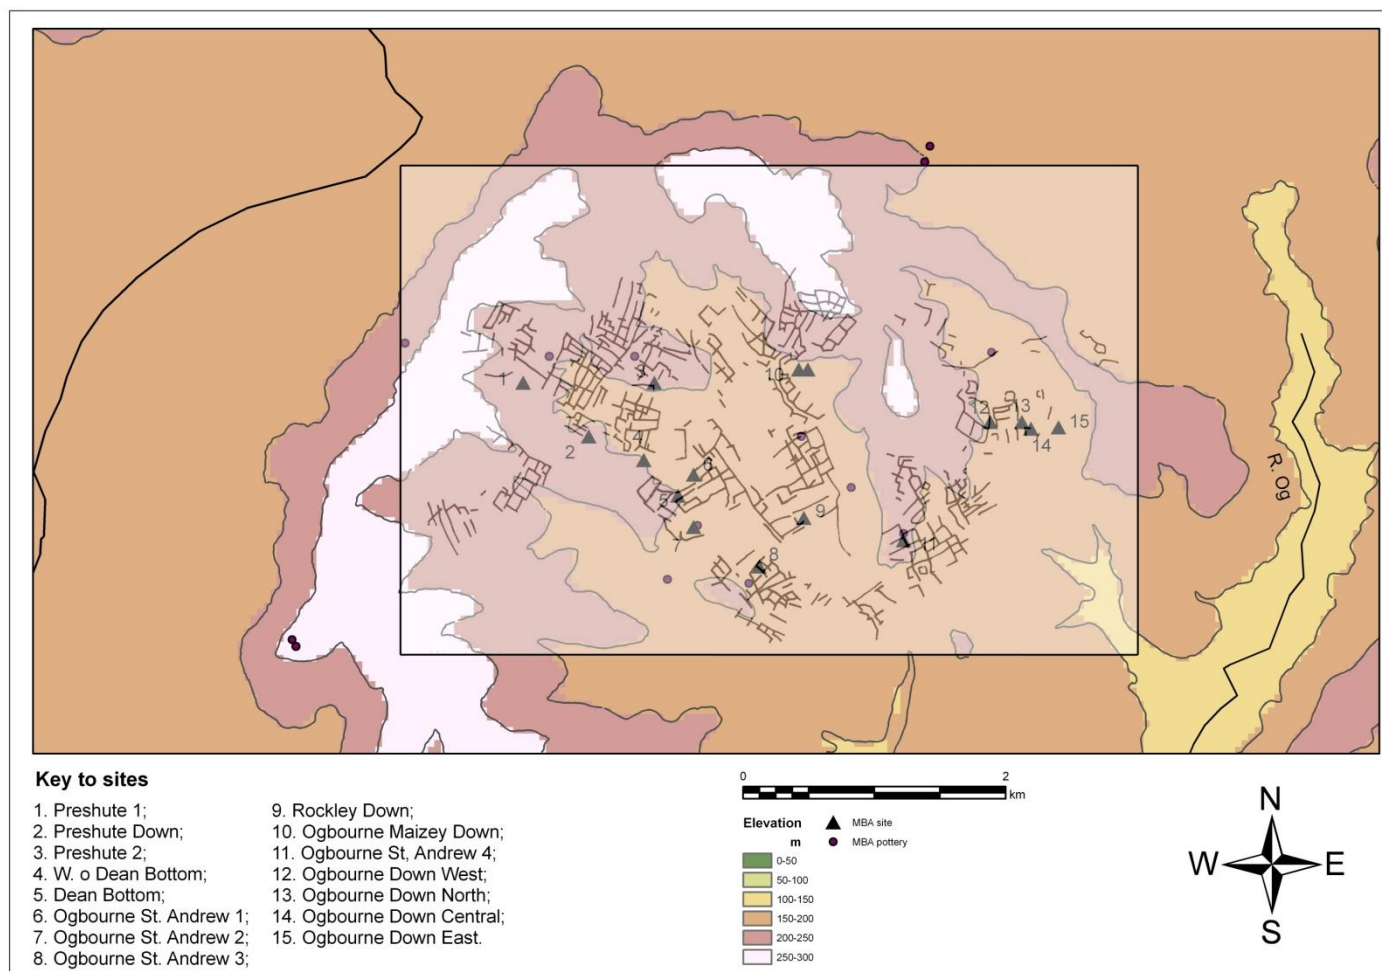 1
2
3
4
5
6
7
8
9
10
11
12
13
14
15
R. Og
Key to sites
1. Preshute 1;
2. Preshute Down;
3. Preshute 2;
4. W. o Dean Bottom;
5. Dean Bottom;
6. Ogbourne St. Andrew 1;
7. Ogbourne St. Andrew 2;
8. Ogbourne St. Andrew 3;
9. Rockley Down;
10. Ogbourne Maizey Down;
11. Ogbourne St, Andrew 4;
12. Ogbourne Down West;
13. Ogbourne Down North;
14. Ogbourne Down Central;
15. Ogbourne Down East.
0 2
km
Elevation
m
0-50
50-100
100-150
150-200
200-250
250-300
MBA site
MBA pottery
N
W E
S